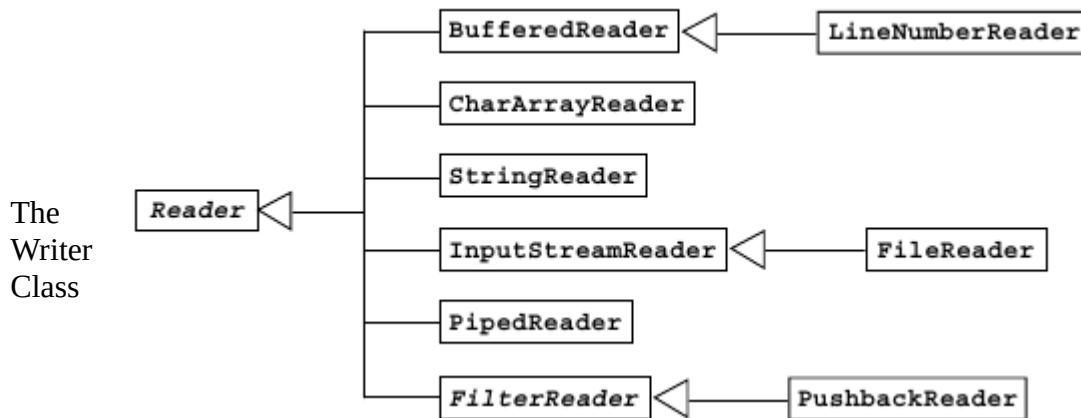 BufferedReader
LineNumberReader
CharArrayReader
StringReader
The
Writer
Class
Reader
InputStreamReader
FileReader
PipedReader
FilterReader
PushbackReader